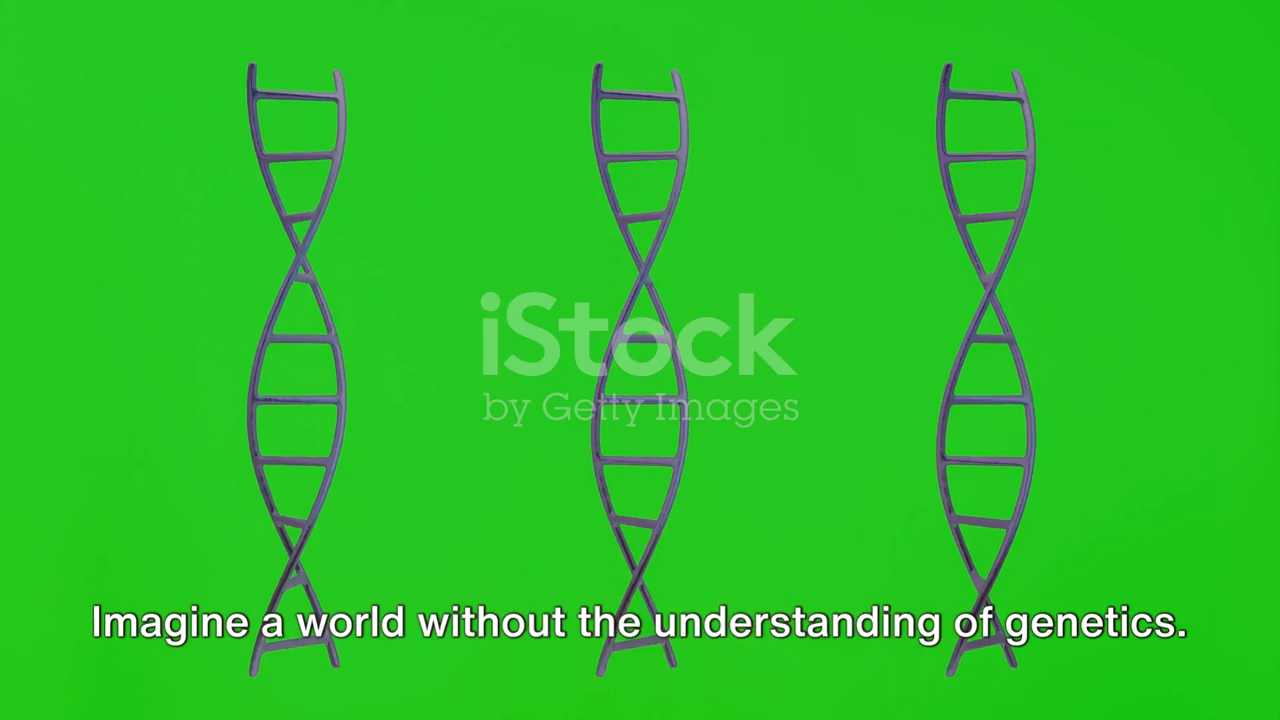 iStock
by Getty Images
Imagine a world without the understanding of genetics.